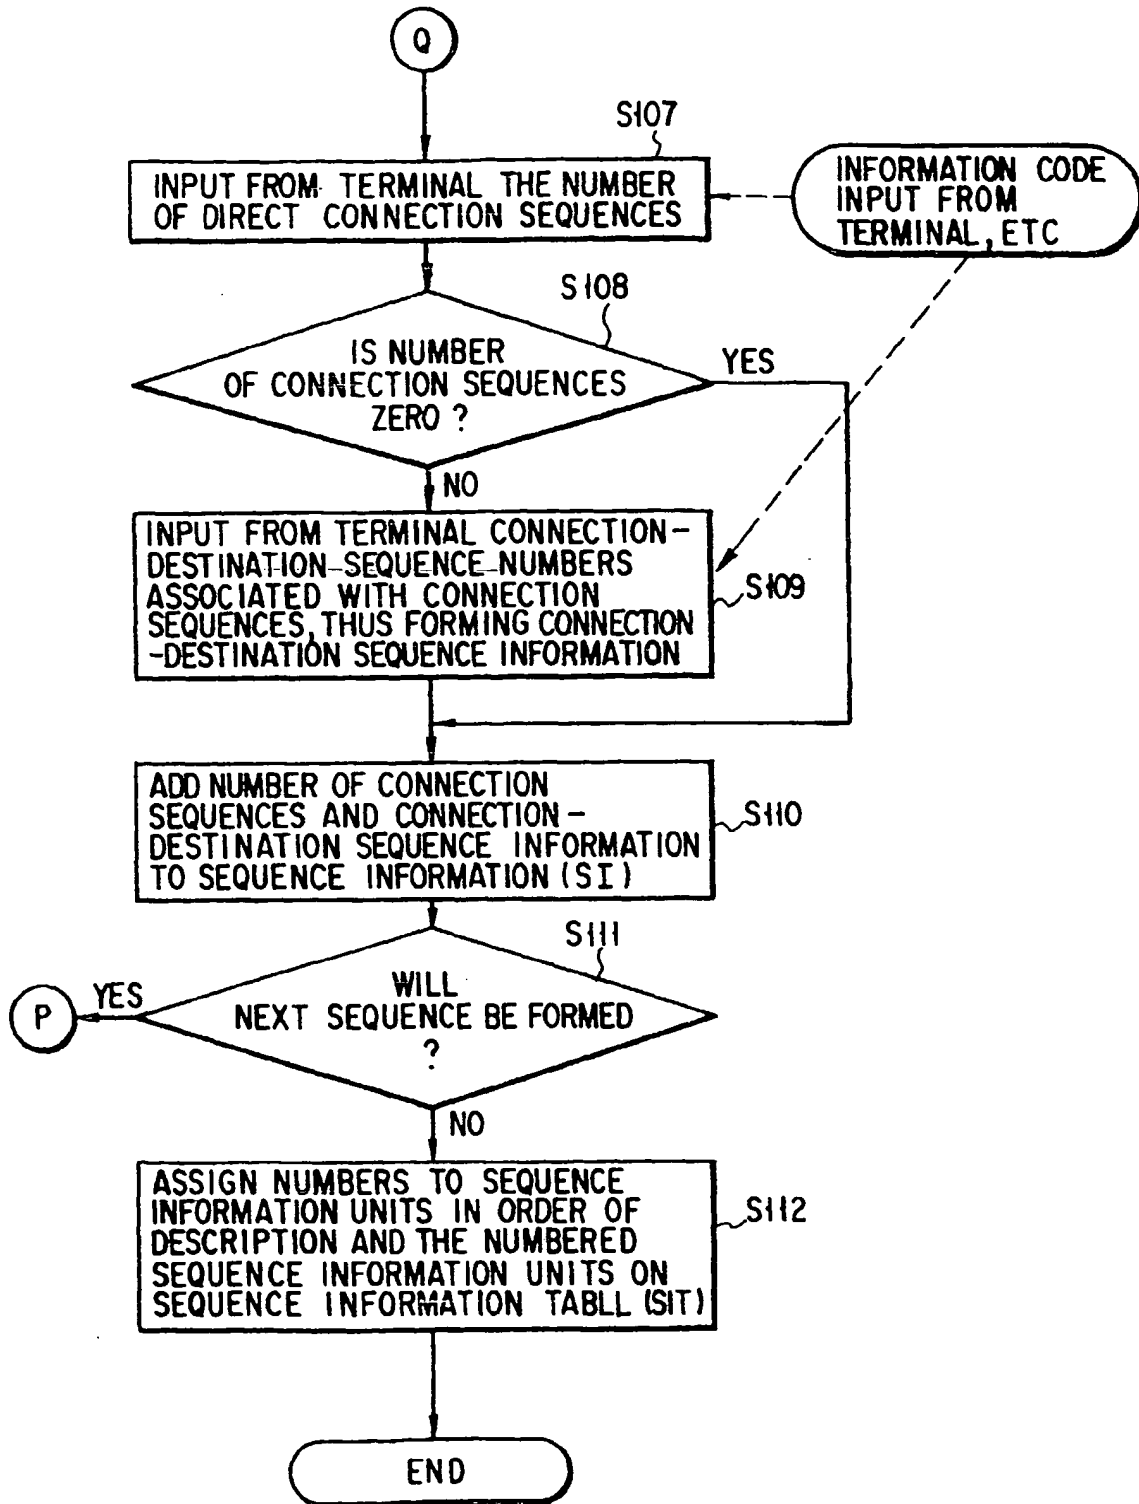 Q
S107
INPUT FROM TERMINAL THE NUMBER
OF DIRECT CONNECTION SEQUENCES
INFORMATION CODE
INPUT FROM
TERMINAL, ETC
S108
IS NUMBER
OF CONNECTION SEQUENCES
ZERO ?
YES
NO
INPUT FROM TERMINAL CONNECTION-
DESTINATION-SEQUENCE-NUMBERS
ASSOCIATED WITH CONNECTION
SEQUENCES, THUS FORMING CONNECTION
-DESTINATION SEQUENCE INFORMATION
S109
ADD NUMBER OF CONNECTION
SEQUENCES AND CONNECTION-
DESTINATION SEQUENCE INFORMATION
TO SEQUENCE INFORMATION (SI)
S110
S111
WILL
NEXT SEQUENCE BE FORMED
?
YES
P
NO
ASSIGN NUMBERS TO SEQUENCE
INFORMATION UNITS IN ORDER OF
DESCRIPTION AND THE NUMBERED
SEQUENCE INFORMATION UNITS ON
SEQUENCE INFORMATION TABLL (SIT)
S112
END